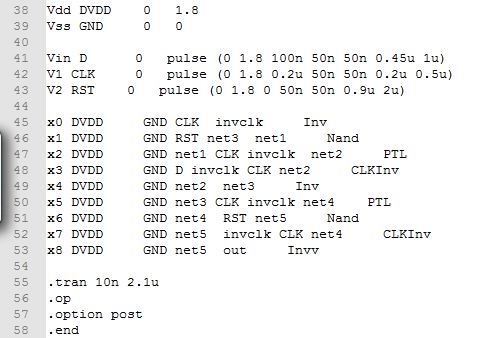 38 Vdd DVDD 0 1.8
39 Vss GND 0 0
40
41 Vin D 0 pulse (0 1.8 100n 50n 50n 0.45u 1u)
42 V1 CLK 0 pulse (0 1.8 0.2u 50n 50n 0.2u 0.5u)
43 V2 RST 0 pulse (0 1.8 0 50n 50n 0.9u 2u)
44
45 x0 DVDD GND CLK invclk Inv
46 x1 DVDD GND RST net3 net1 Nand
47 x2 DVDD GND net1 CLK invclk net2 PTL
48 x3 DVDD GND D invclk CLK net2 CLKInv
49 x4 DVDD GND net2 net3 Inv
50 x5 DVDD GND net3 CLK invclk net4 PTL
51 x6 DVDD GND net4 RST net5 Nand
52 x7 DVDD GND net5 invclk CLK net4 CLKInv
53 x8 DVDD GND net5 out Invv
54
55 .tran 10n 2.1u
56 .op
57 .option post
58 .end